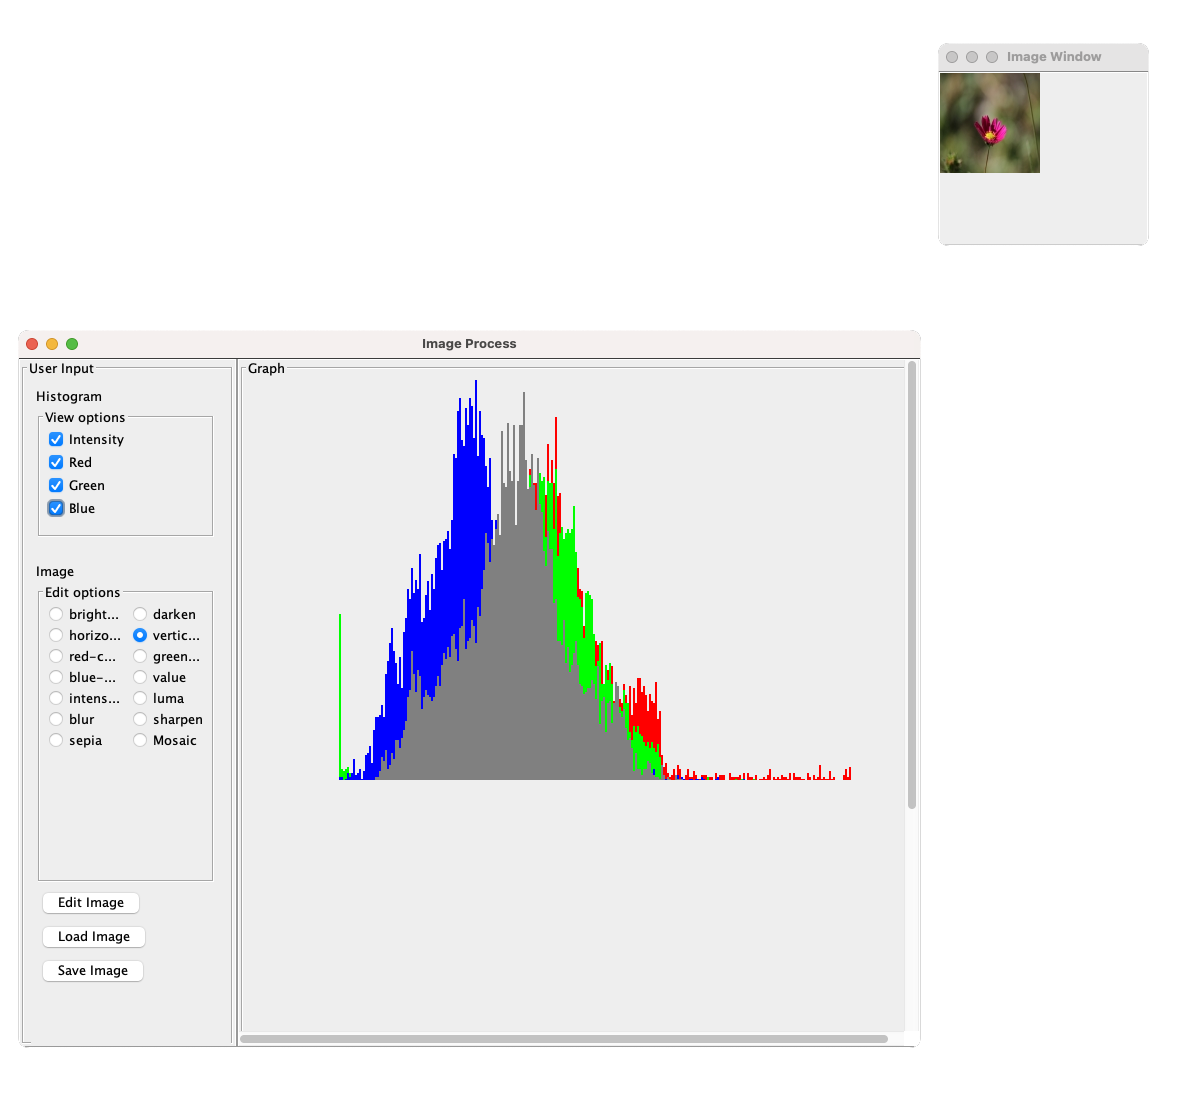 Image Window
Image Process
User Input
Graph
Histogram
View options
Intensity
Red
Green
Blue
Image
Edit options
bright... darken
horizo... vertic...
red-c... green...
blue-... value
intens... luma
blur sharpen
sepia Mosaic
Edit Image
Load Image
Save Image